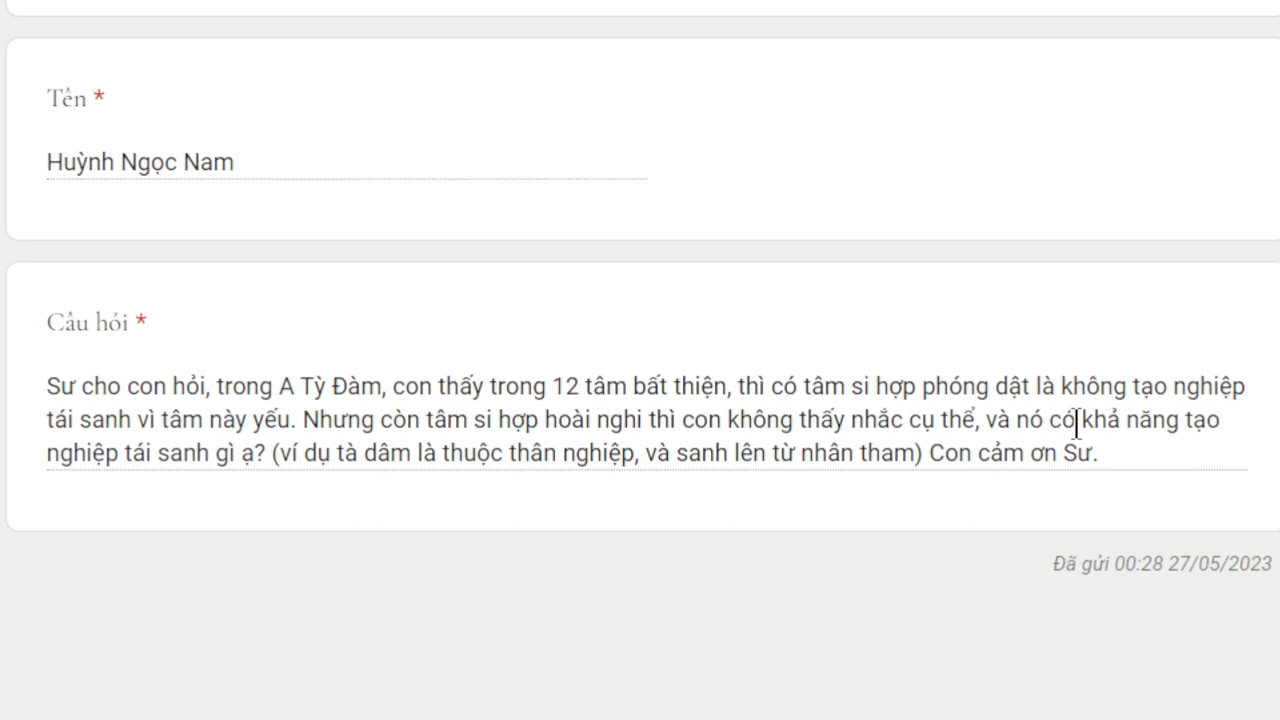 Tên *
Huỳnh Ngọc Nam
Câu hỏi *
Sư cho con hỏi, trong A Tỳ Đàm, con thấy trong 12 tâm bất thiện, thì có tâm si hợp phóng dật là không tạo nghiệp
tái sanh vì tâm này yếu. Nhưng còn tâm si hợp hoài nghi thì con không thấy nhắc cụ thể, và nó có khả năng tạo
nghiệp tái sanh gì ạ? (ví dụ tà dâm là thuộc thân nghiệp, và sanh lên từ nhân tham) Con cảm ơn Sư.
Đã gửi 00:28 27/05/2023